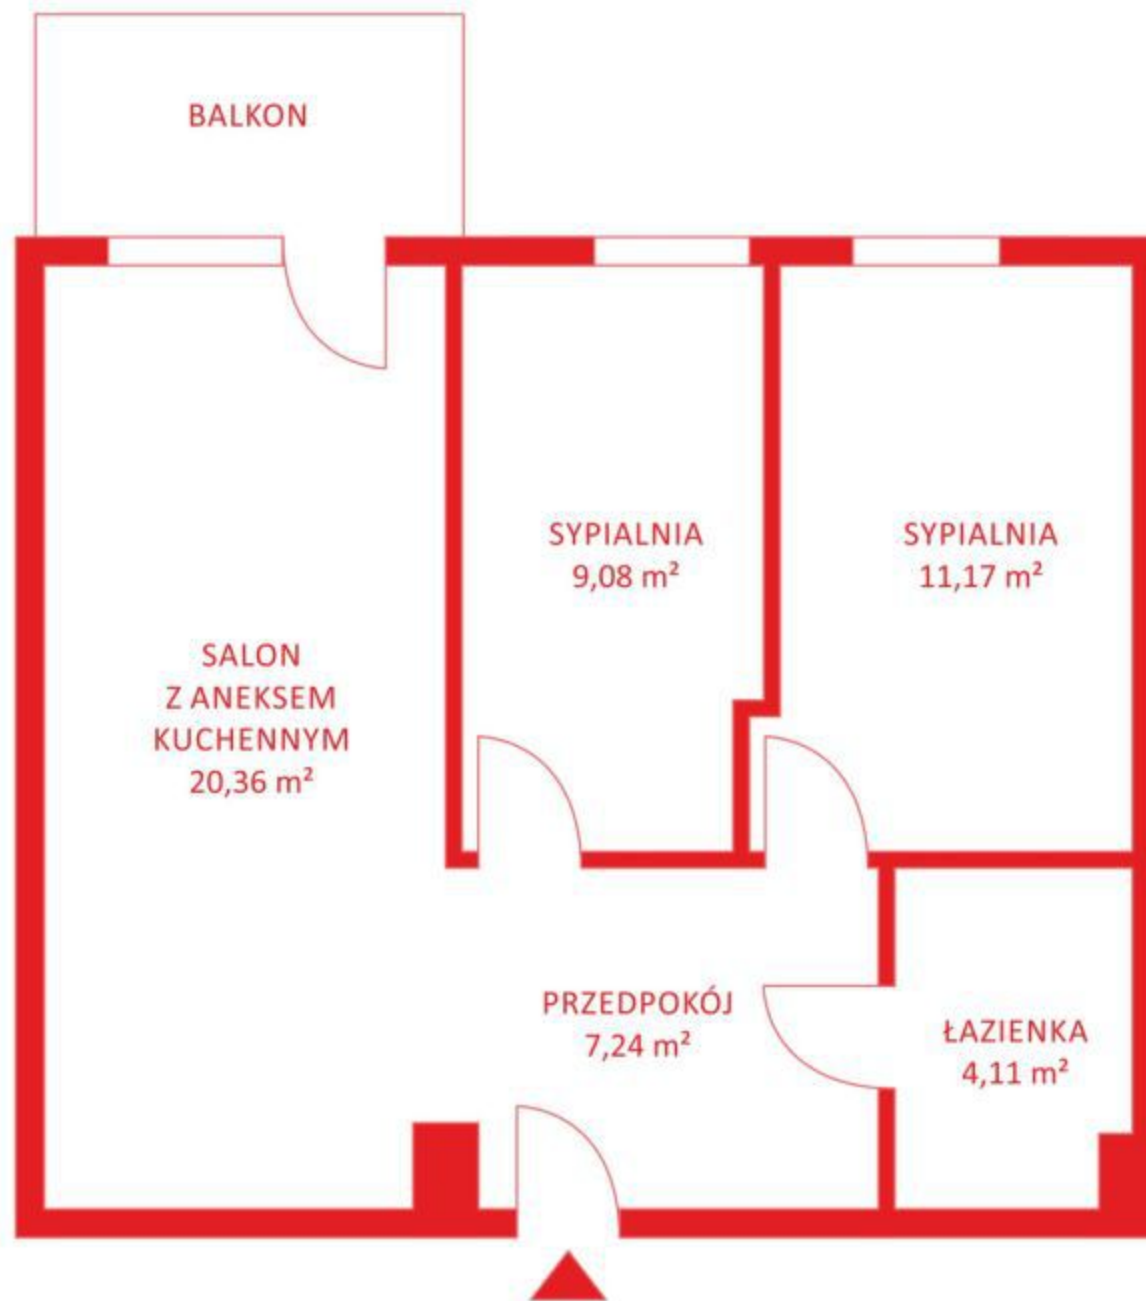 BALKON
SYPIALNIA
9,08 m²
SYPIALNIA
11,17 m²
SALON
Z ANEKSEM
KUCHENNYM
20,36 m²
PRZEDPOKÓJ
7,24 m²
ŁAZIENKA
4,11 m²